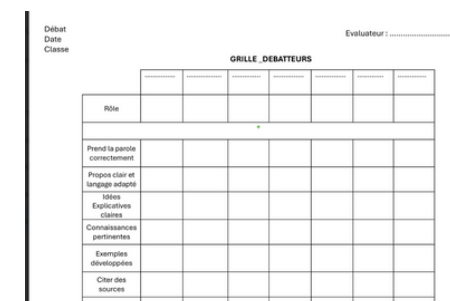 Débat
Date
Classe
Evaluateur : ..........................
GRILLE _DEBATTEURS
............... ................. .............. ................. .............. .............. ...............
Rôle
*
Prend la parole
correctement
Propos clair et
langage adapté
Idées
Explicatives
claires
Connaissances
pertinentes
Exemples
développées
Citer des
sources